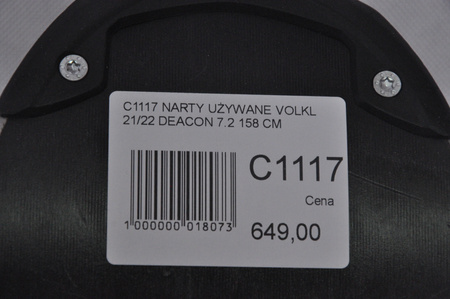 C1117 NARTY UŻYWANE VOLKL
21/22 DEACON 7.2 158 CM
C1117
Cena
649,00
1 000000 018073